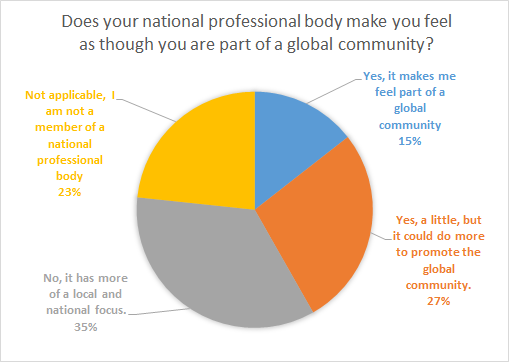 Does your national professional body make you feel
as though you are part of a global community?
Yes, it makes me
feel part of a
global
community
15%
Yes, a little, but
it could do more
to promote the
global
community.
27%
No, it has more
of a local and
national focus.
35%
Not applicable, I
am not a
member of a
national
professional
body
23%